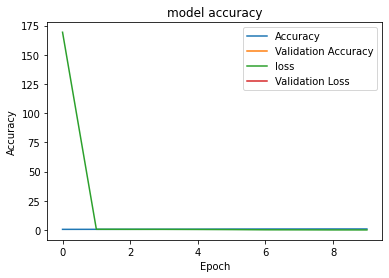 model accuracy
Accuracy
175
150
125
100
75
50
25
0
0
2
4
6
8
Epoch
Accuracy
Validation Accuracy
loss
Validation Loss